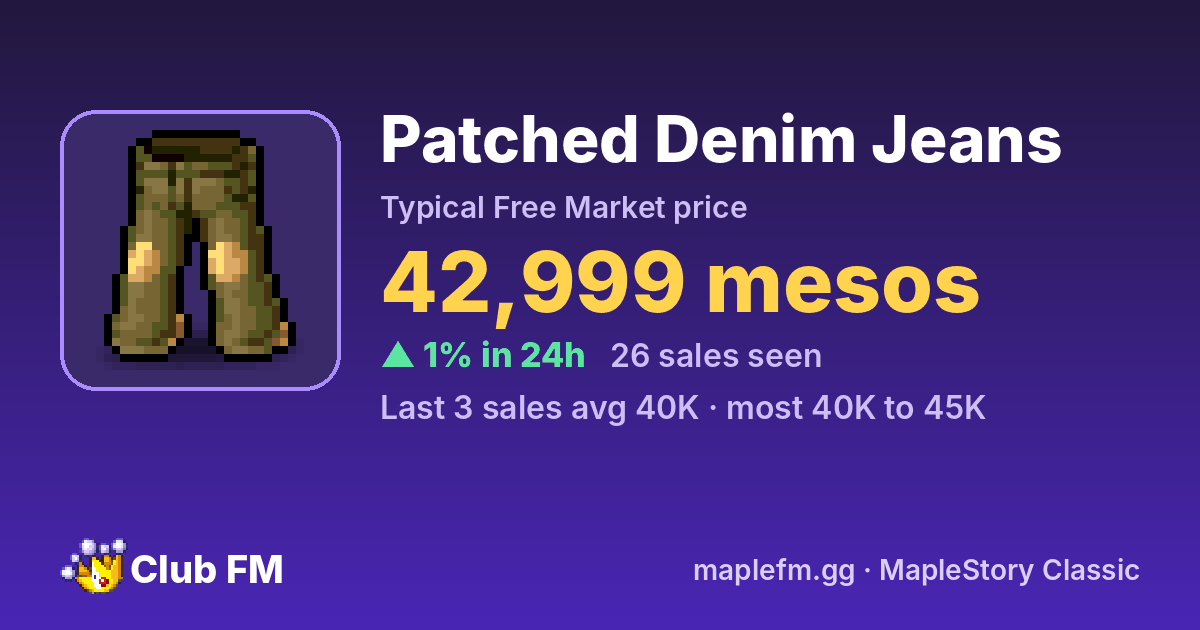 Patched Denim Jeans
Typical Free Market price
42,999 mesos
▲ 1% in 24h 26 sales seen
Last 3 sales avg 40K · most 40K to 45K
Club FM
maplefm.gg · MapleStory Classic